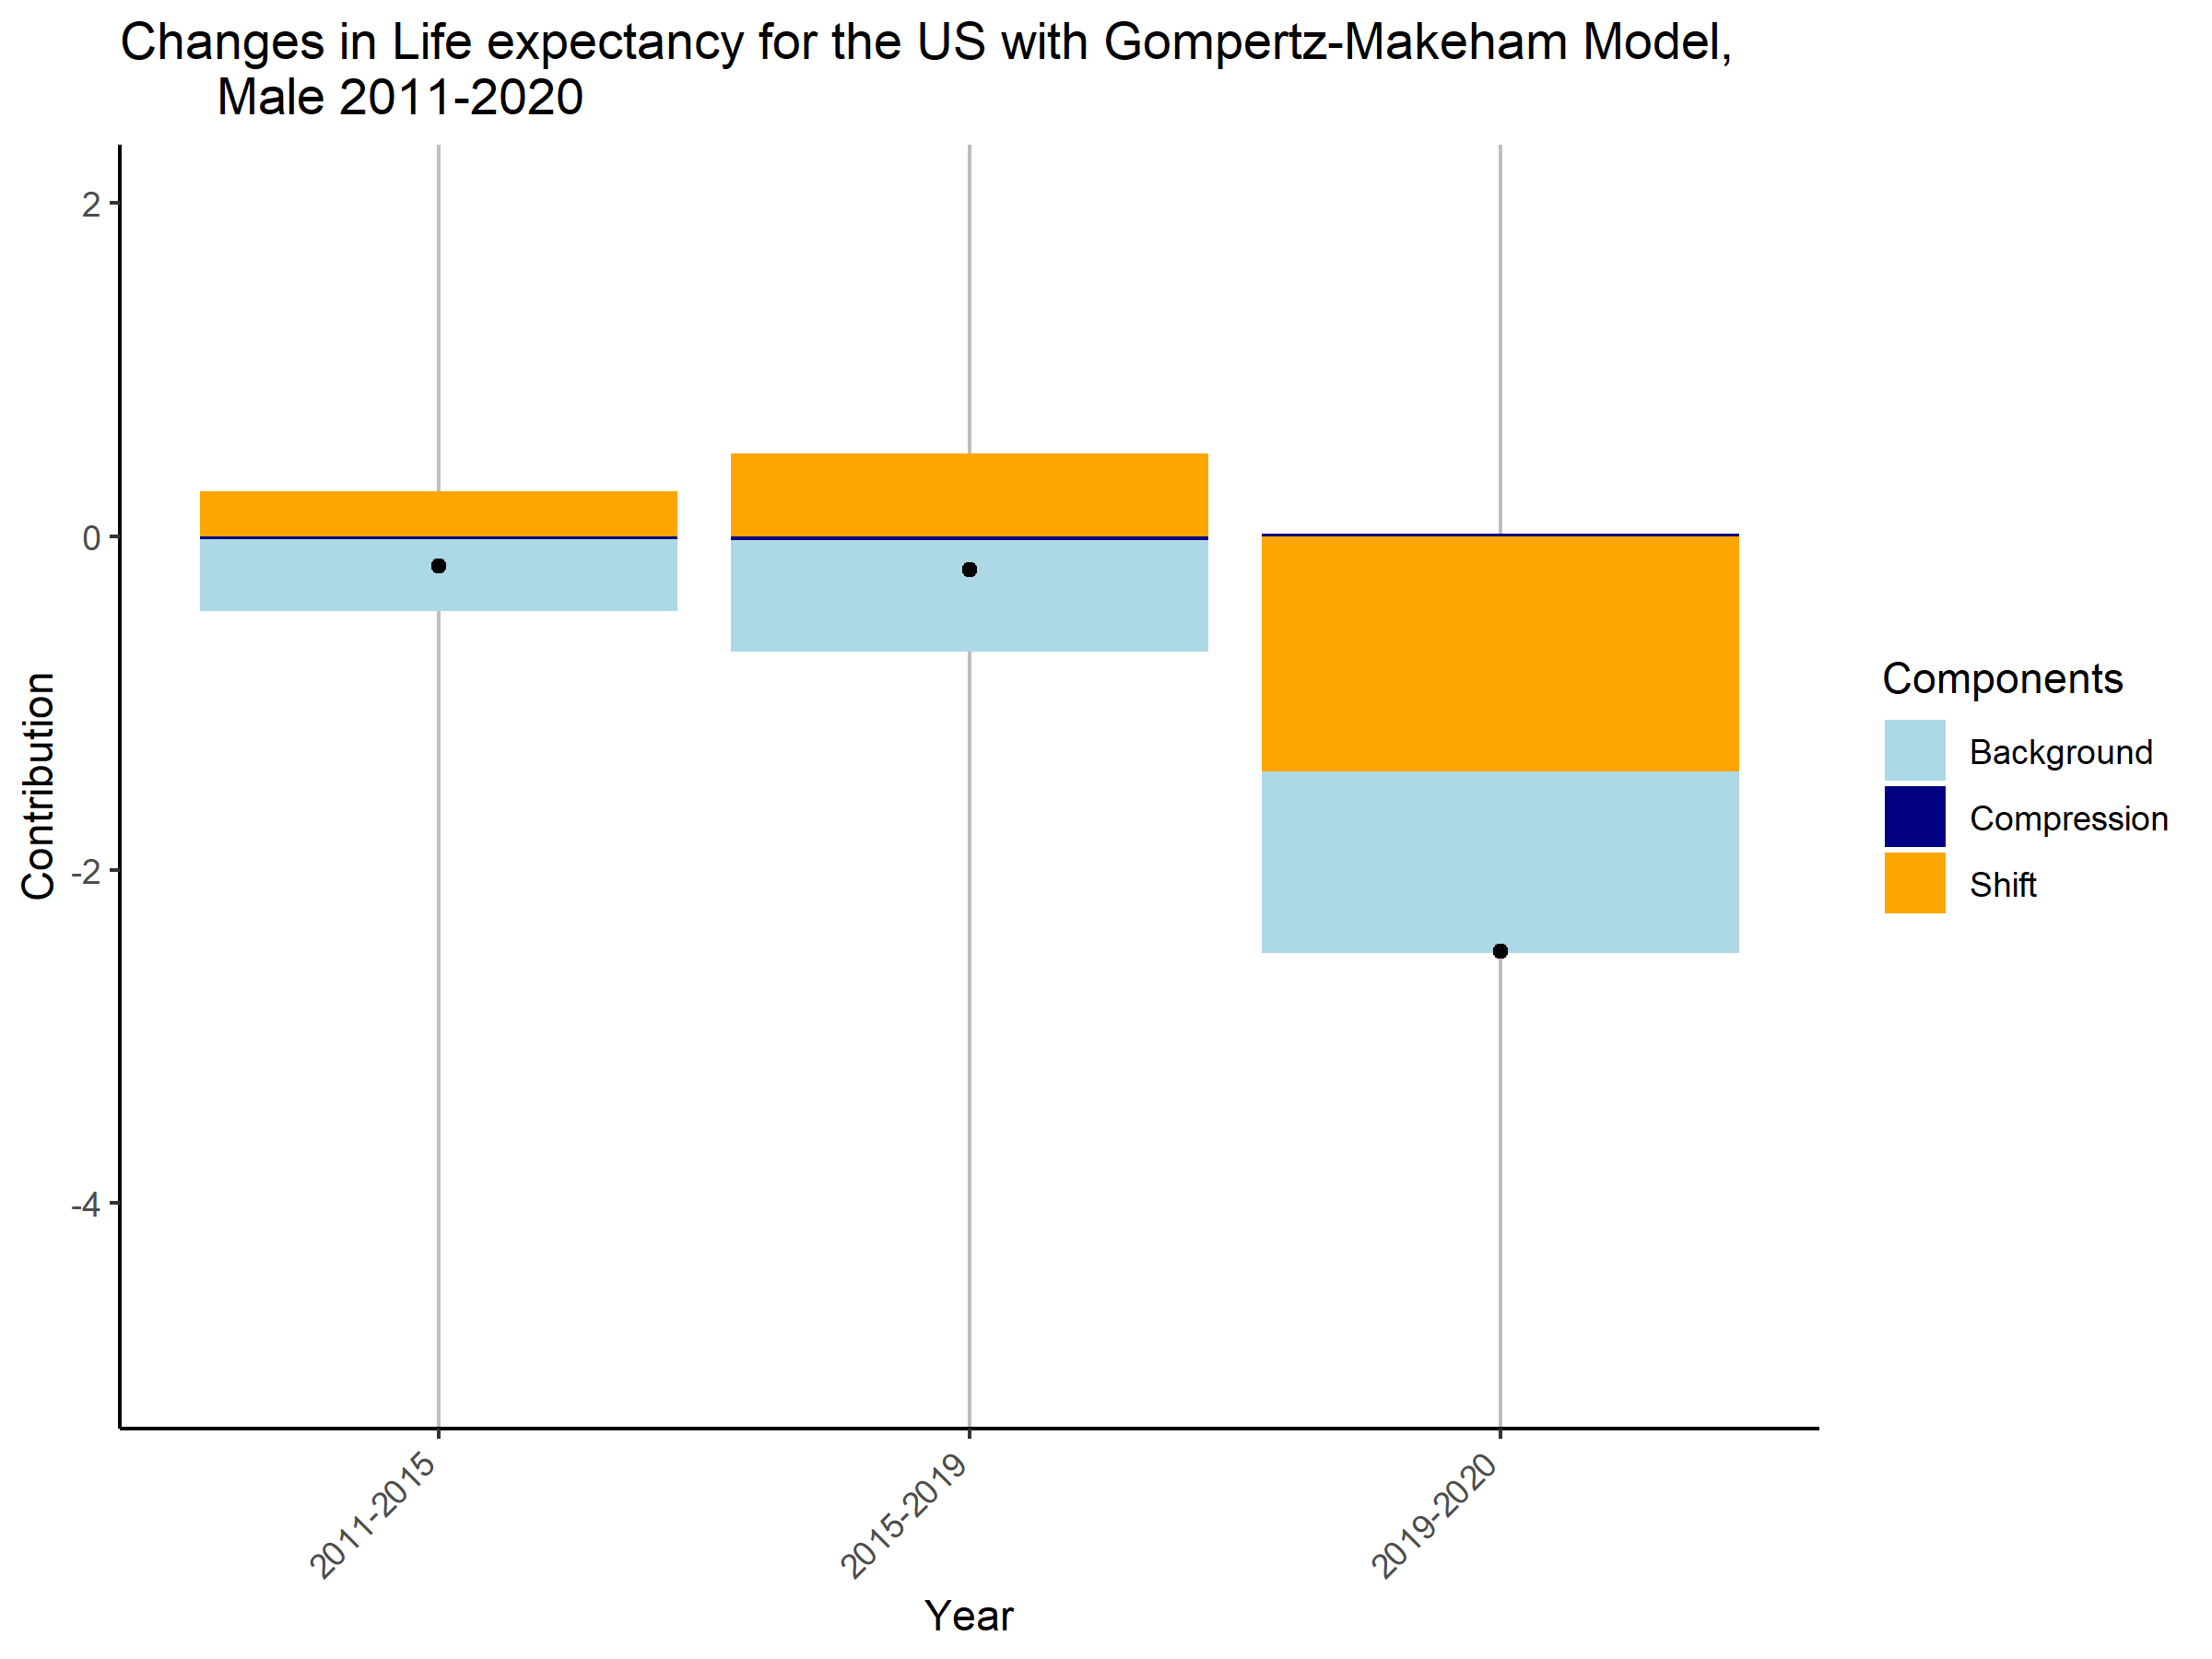 Changes in Life expectancy for the US with Gompertz-Makeham Model,
Male 2011-2020
2
0
-2
-4
Contribution
2011-2015
2015-2019
2019-2020
Year
Components
Background
Compression
Shift